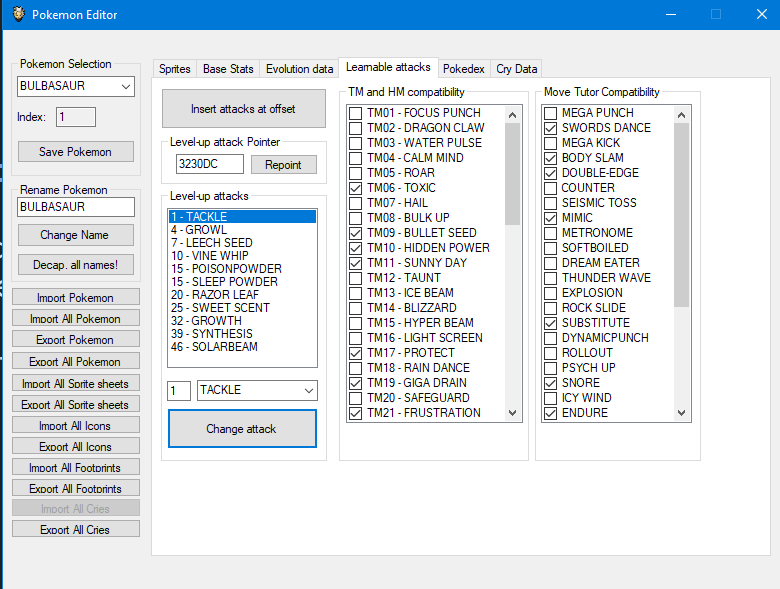 Pokemon Editor
Pokemon Selection
BULBASAUR
Index: 1
Save Pokemon
Rename Pokemon
BULBASAUR
Change Name
Decap. all names!
Import Pokemon
Import All Pokemon
Export Pokemon
Export All Pokemon
Import All Sprite sheets
Export All Sprite sheets
Import All Icons
Export All Icons
Import All Footprints
Export All Footprints
Import All Cries
Export All Cries
Sprites Base Stats Evolution data Learnable attacks Pokedex Cry Data
Insert attacks at offset
Level-up attack Pointer
3230DC Repoint
Level-up attacks
1 - TACKLE
4 - GROWL
7 - LEECH SEED
10 - VINE WHIP
15 - POISONPOWDER
15 - SLEEP POWDER
20 - RAZOR LEAF
25 - SWEET SCENT
32 - GROWTH
39 - SYNTHESIS
46 - SOLARBEAM
1 TACKLE
Change attack
TM and HM compatibility
TM01 - FOCUS PUNCH
TM02 - DRAGON CLAW
TM03 - WATER PULSE
TM04 - CALM MIND
TM05 - ROAR
TM06 - TOXIC
TM07 - HAIL
TM08 - BULK UP
TM09 - BULLET SEED
TM10 - HIDDEN POWER
TM11 - SUNNY DAY
TM12 - TAUNT
TM13 - ICE BEAM
TM14 - BLIZZARD
TM15 - HYPER BEAM
TM16 - LIGHT SCREEN
TM17 - PROTECT
TM18 - RAIN DANCE
TM19 - GIGA DRAIN
TM20 - SAFEGUARD
TM21 - FRUSTRATION
Move Tutor Compatibility
MEGA PUNCH
SWORDS DANCE
MEGA KICK
BODY SLAM
DOUBLE-EDGE
COUNTER
SEISMIC TOSS
MIMIC
METRONOME
SOFTBOILED
DREAM EATER
THUNDER WAVE
EXPLOSION
ROCK SLIDE
SUBSTITUTE
DYNAMICPUNCH
ROLLOUT
PSYCH UP
SNORE
ICY WIND
ENDURE